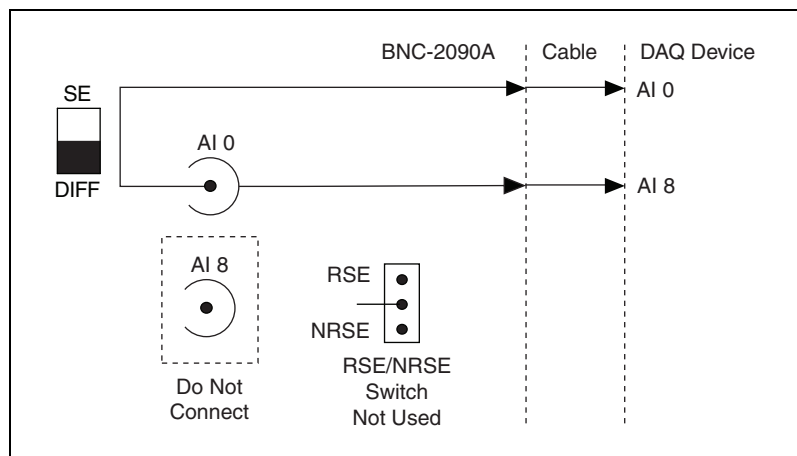 BNC-2090A
Cable
DAQ Device
SE
AI 0
AI 0
DIFF
AI 8
AI 8
RSE
NRSE
Do Not
Connect
RSE/NRSE
Switch
Not Used